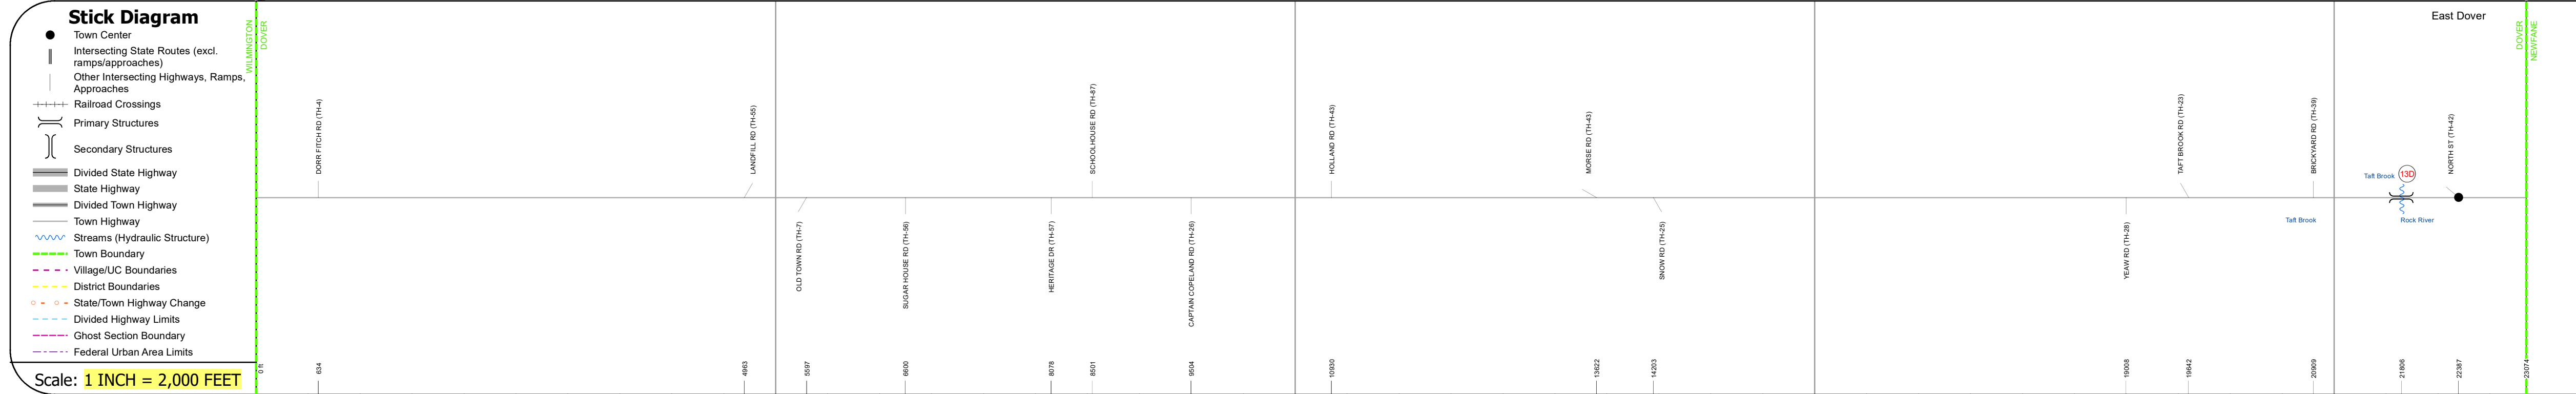 Stick Diagram
Town Center
Intersecting State Routes (excl.
ramps/approaches)
Other Intersecting Highways, Ramps,
Approaches
Railroad Crossings
Primary Structures
Secondary Structures
Divided State Highway
State Highway
Divided Town Highway
Town Highway
Streams (Hydraulic Structure)
Town Boundary
Village/UC Boundaries
District Boundaries
State/Town Highway Change
Divided Highway Limits
Ghost Section Boundary
Federal Urban Area Limits
Scale: 1 INCH = 2,000 FEET
WILMINGTON
DOVER
DORR FITCH RD (TH-4)
LANDFILL RD (TH-55)
OLD TOWN RD (TH-7)
SUGAR HOUSE RD (TH-56)
HERITAGE DR (TH-57)
SCHOOLHOUSE RD (TH-87)
CAPTAIN COPELAND RD (TH-26)
HOLLAND RD (TH-43)
MORSE RD (TH-43)
SNOW RD (TH-25)
YEAW RD (TH-28)
TAFT BROOK RD (TH-23)
BRICKYARD RD (TH-39)
Taft Brook
Taft Brook
13D
Rock River
NORTH ST (TH-42)
East Dover
DOVER
NEWFANE
0 ft
634
4963
5597
6600
8078
8501
9504
10930
13622
14203
19008
19642
20909
21806
22387
23074